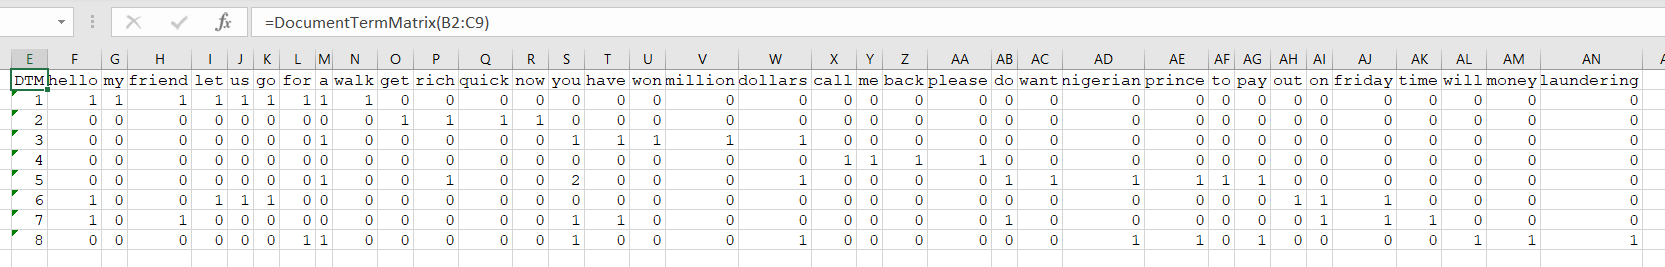 fx =DocumentTermMatrix(B2:C9)
E F G H I J K L M N O P Q R S T U V W X Y Z AA AB AC AD AE AF AG AH AI AJ AK AL AM AN
DTM hello my friend let us go for a walk get rich quick now you have won million dollars call me back please do want nigerian prince to pay out on friday time will money laundering
1 1 1 1 1 1 1 1 1 1 0 0 0 0 0 0 0 0 0 0 0 0 0 0 0 0 0 0 0 0 0 0 0 0 0 0
2 0 0 0 0 0 0 0 0 0 1 1 1 1 0 0 0 0 0 0 0 0 0 0 0 0 0 0 0 0 0 0 0 0 0 0
3 0 0 0 0 0 0 0 1 0 0 0 0 0 1 1 1 1 1 0 0 0 0 0 0 0 0 0 0 0 0 0 0 0 0 0
4 0 0 0 0 0 0 0 0 0 0 0 0 0 0 0 0 0 0 1 1 1 1 0 0 0 0 0 0 0 0 0 0 0 0 0
5 0 0 0 0 0 0 0 1 0 0 1 0 0 2 0 0 0 1 0 0 0 0 1 1 1 1 1 1 0 0 0 0 0 0 0
6 1 0 0 1 1 1 0 0 0 0 0 0 0 0 0 0 0 0 0 0 0 0 0 0 0 0 0 0 1 1 1 0 0 0 0
7 1 0 1 0 0 0 0 0 0 0 0 0 0 1 1 0 0 0 0 0 0 0 1 0 0 0 0 0 0 1 1 1 0 0 0
8 0 0 0 0 0 0 1 1 0 0 0 0 0 1 0 0 0 1 0 0 0 0 0 0 1 1 0 1 0 0 0 0 1 1 1